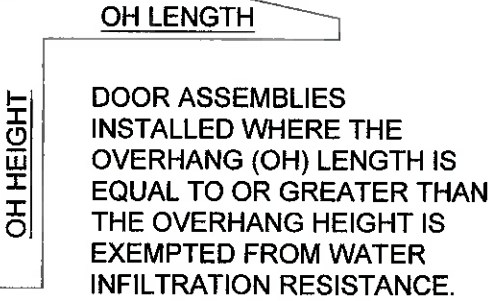 OH LENGTH
OH HEIGHT
DOOR ASSEMBLIES
INSTALLED WHERE THE
OVERHANG (OH) LENGTH IS
EQUAL TO OR GREATER THAN
THE OVERHANG HEIGHT IS
EXEMPTED FROM WATER
INFILTRATION RESISTANCE.